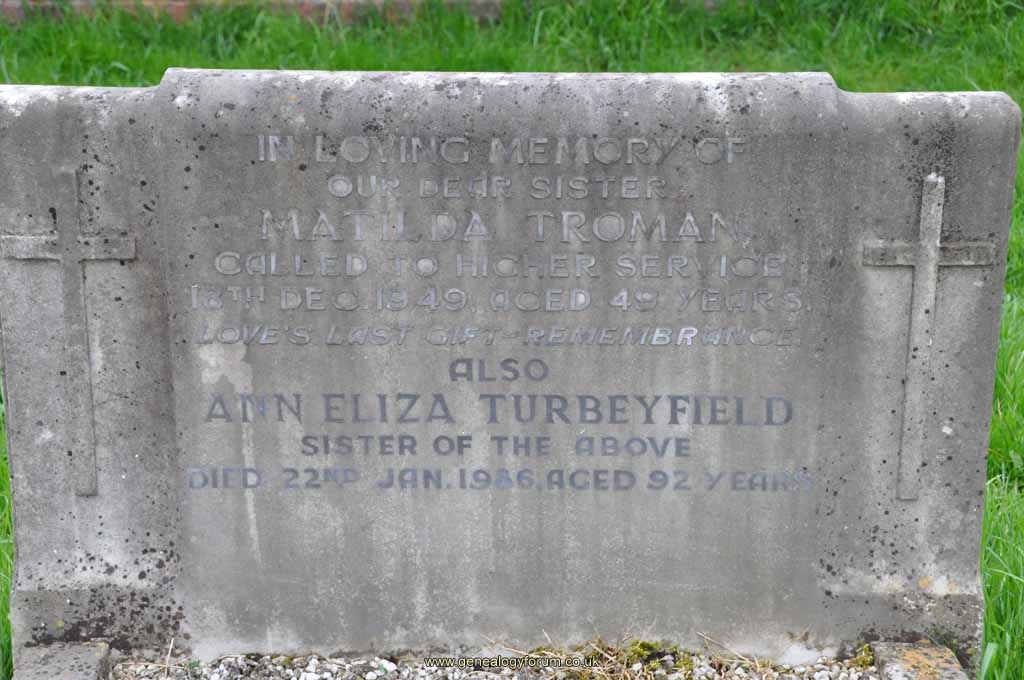 IN LOVING MEMORY OF
OUR DEAR SISTER
MATILDA TROMAN
CALLED TO HIGHER SERVICE
18TH DEC. 1949, AGED 49 YEARS.
LOVE'S LAST GIFT-REMEMBRANCE.
ALSO
ANN ELIZA TURBEYFIELD
SISTER OF THE ABOVE
DIED 22ND JAN. 1986, AGED 92 YEARS
www.genealogyforum.co.uk